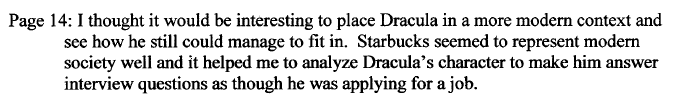 Page 14: I thought it would be interesting to place Dracula in a more modern context and
see how he still could manage to fit in. Starbucks seemed to represent modern
society well and it helped me to analyze Dracula's character to make him answer
interview questions as though he was applying for a job.